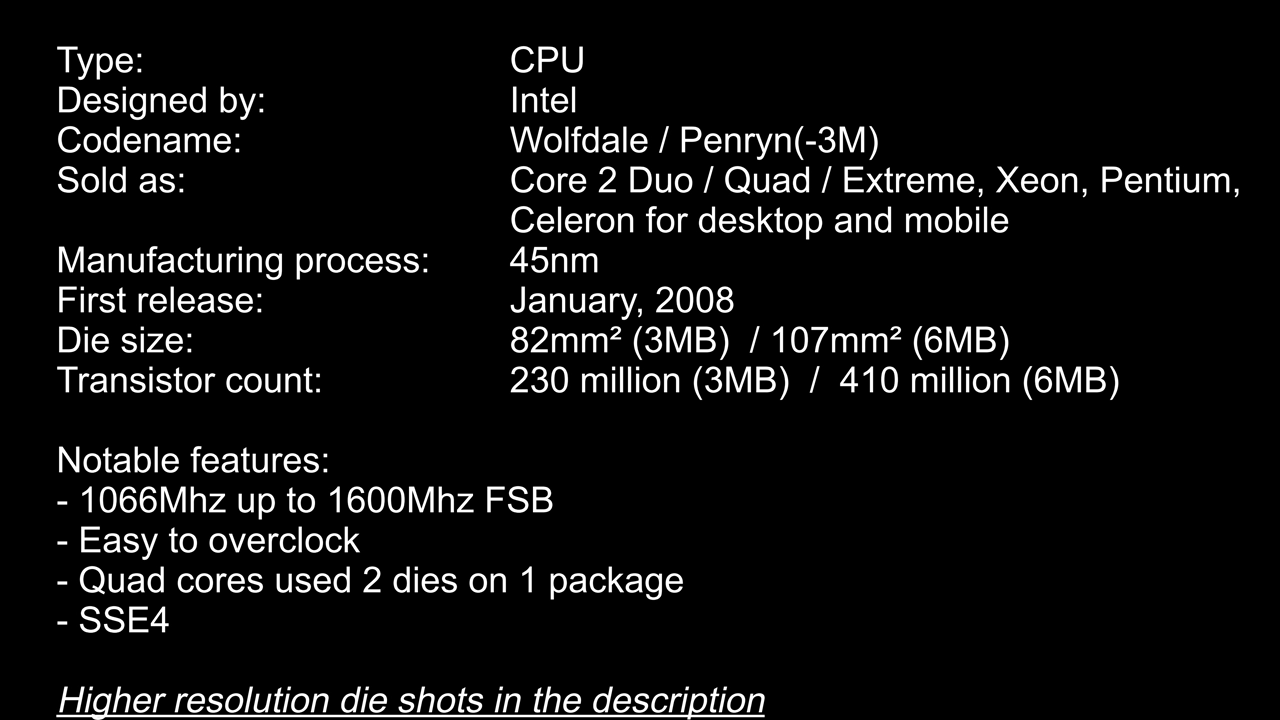 Type: CPU
Designed by: Intel
Codename: Wolfdale / Penryn(-3M)
Sold as: Core 2 Duo / Quad / Extreme, Xeon, Pentium,
Celeron for desktop and mobile
Manufacturing process: 45nm
First release: January, 2008
Die size: 82mm² (3MB) / 107mm² (6MB)
Transistor count: 230 million (3MB) / 410 million (6MB)
Notable features:
- 1066Mhz up to 1600Mhz FSB
- Easy to overclock
- Quad cores used 2 dies on 1 package
- SSE4
Higher resolution die shots in the description